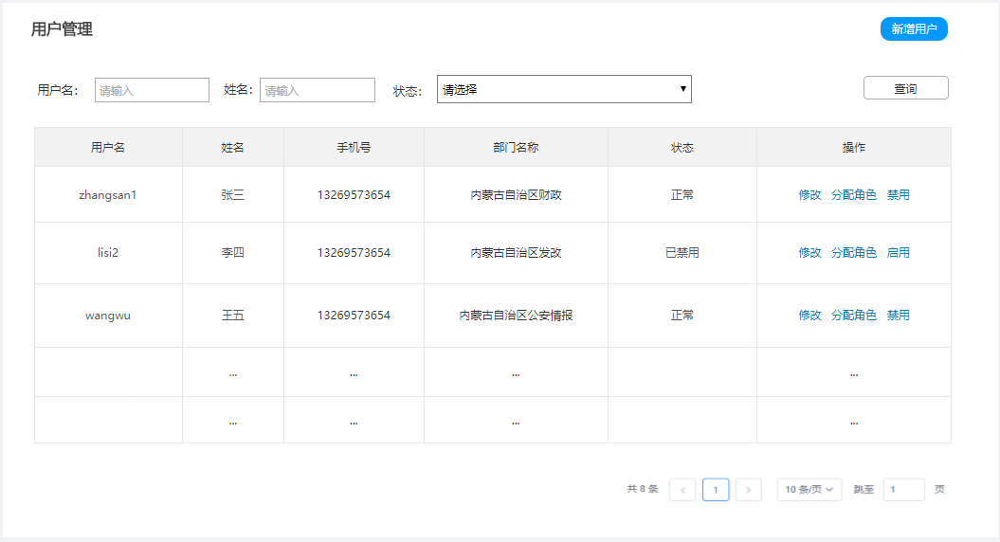 用户管理 新增用户
用户名： 请输入 姓名： 请输入 状态： 请选择 查询
用户名 姓名 手机号 部门名称 状态 操作
zhangsan1 张三 13269573654 内蒙古自治区财政 正常 修改 分配角色 禁用
lisi2 李四 13269573654 内蒙古自治区发改 已禁用 修改 分配角色 启用
wangwu 王五 13269573654 内蒙古自治区公安情报 正常 修改 分配角色 禁用
... ... ... ...
... ... ... ...
共 8 条 < 1 > 10 条/页 跳至 1 页